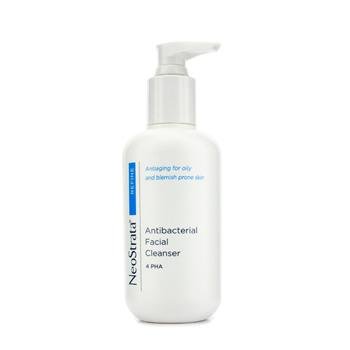 REFINE
NeoStrata®
Antiaging for oily
and blemish prone skin
Antibacterial
Facial
Cleanser
4 PHA